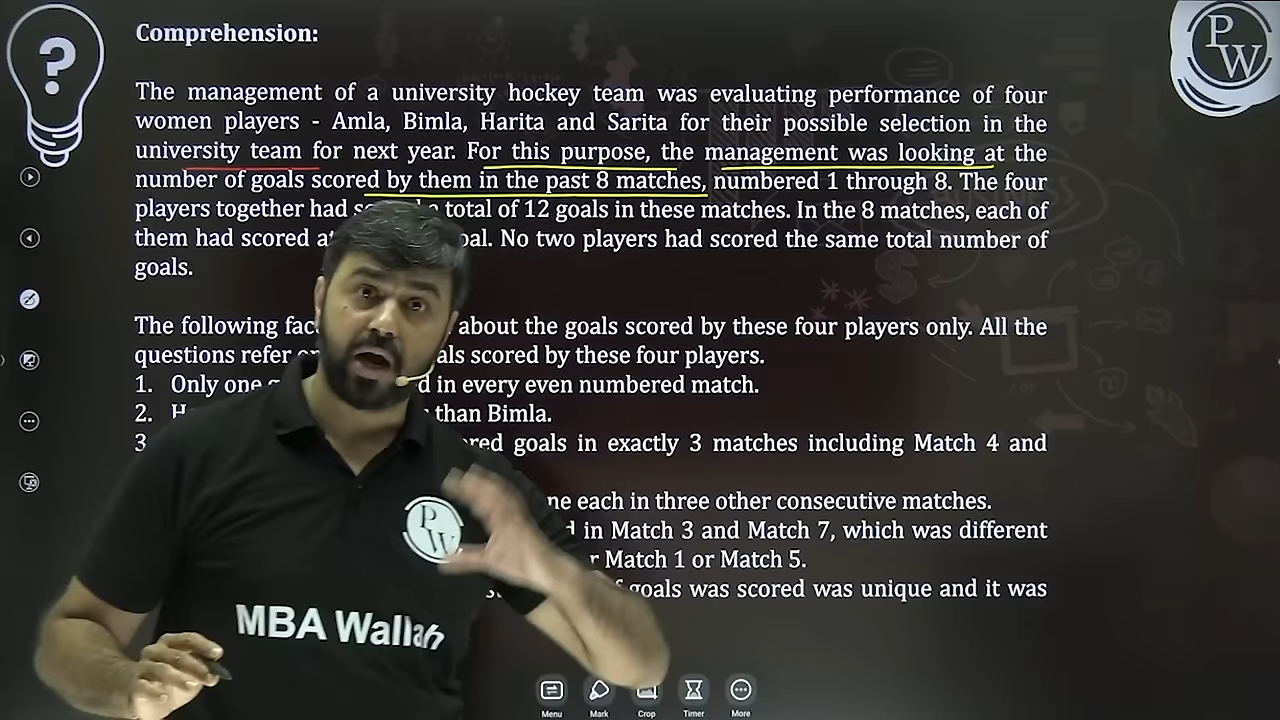 Comprehension:
The management of a university hockey team was evaluating performance of four
women players - Amla, Bimla, Harita and Sarita for their possible selection in the
university team for next year. For this purpose, the management was looking at the
number of goals scored by them in the past 8 matches, numbered 1 through 8. The four
players together had total of 12 goals in these matches. In the 8 matches, each of
them had scored No two players had scored the same total number of
goals.
The following about the goals scored by these four players only. All the
questions refer scored by these four players.
1. Only one in every even numbered match.
2. than Bimla.
3 goals in exactly 3 matches including Match 4 and
each in three other consecutive matches.
in Match 3 and Match 7, which was different
Match 1 or Match 5.
goals was scored was unique and it was
PW
PW
MBA Wallah
Menu Mark Crop Timer More